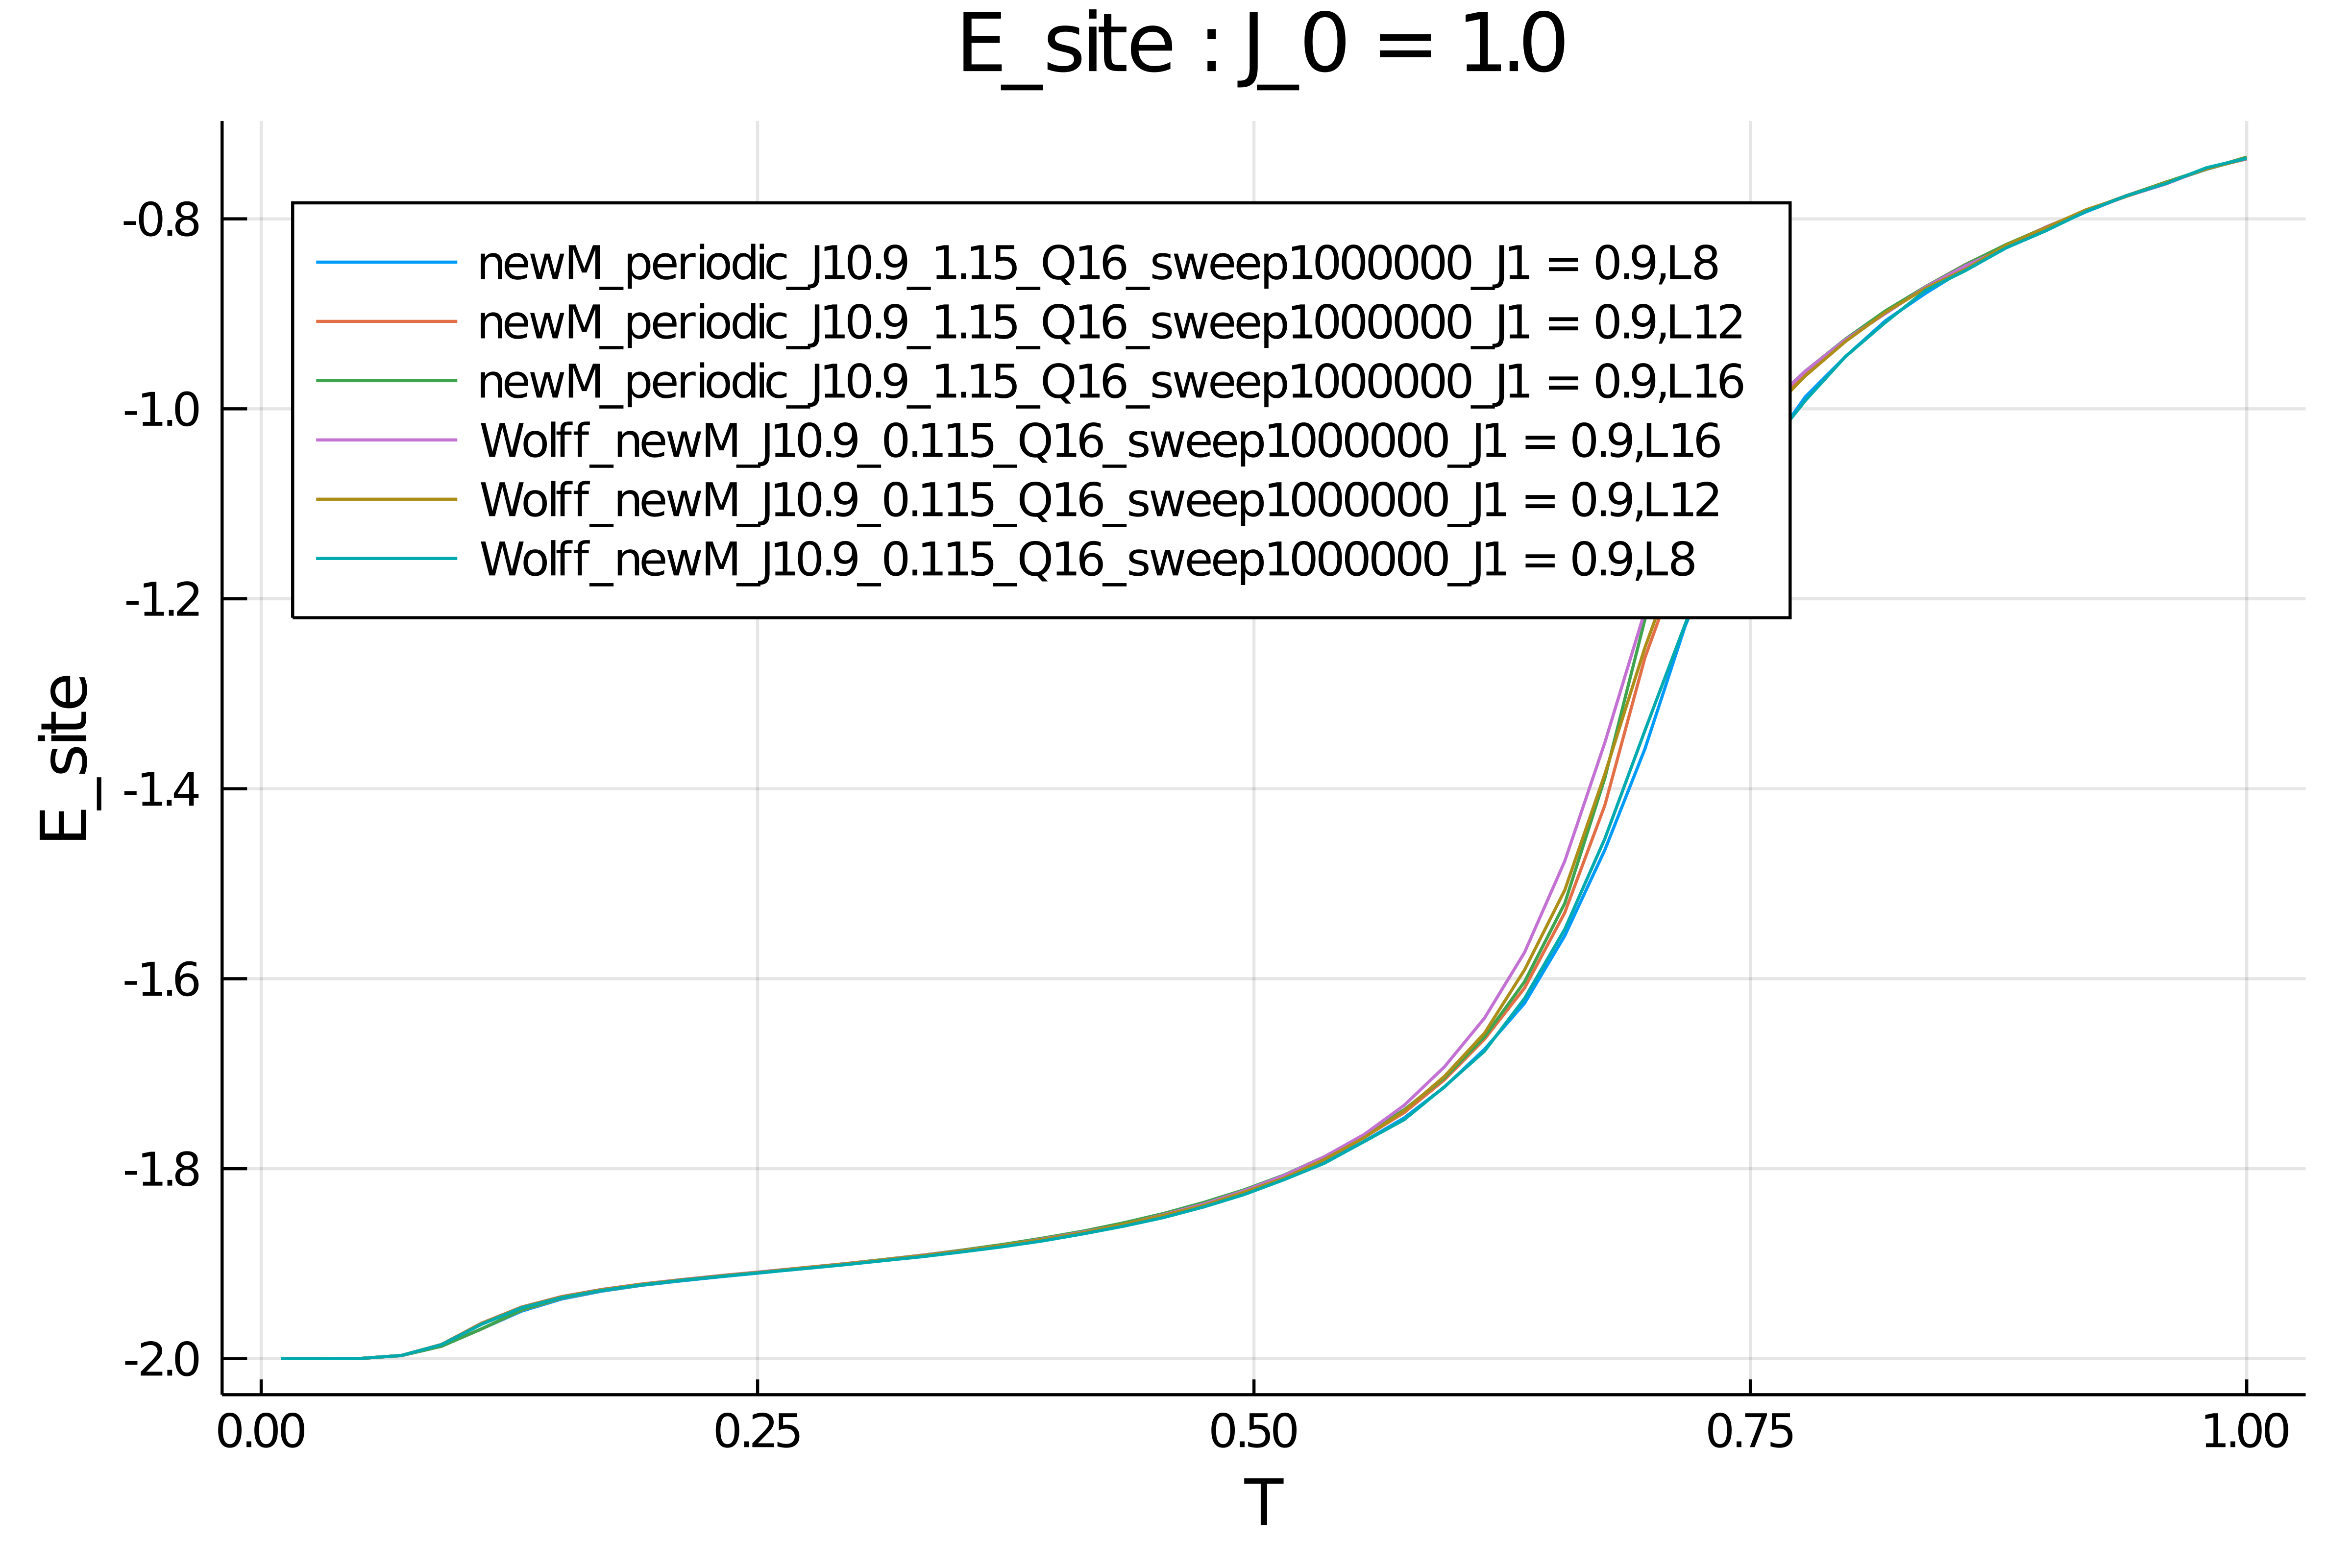 E_site : J_0 = 1.0
-0.8
newM_periodic_J10.9_1.15_Q16_sweep1000000_J1 = 0.9,L8
newM_periodic_J10.9_1.15_Q16_sweep1000000_J1 = 0.9,L12
newM_periodic_J10.9_1.15_Q16_sweep1000000_J1 = 0.9,L16
Wolff_newM_J10.9_0.115_Q16_sweep1000000_J1 = 0.9,L16
Wolff_newM_J10.9_0.115_Q16_sweep1000000_J1 = 0.9,L12
Wolff_newM_J10.9_0.115_Q16_sweep1000000_J1 = 0.9,L8
-1.0
-1.2
-1.4
-1.6
-1.8
-2.0
E_site
0.00 0.25 0.50 0.75 1.00
T